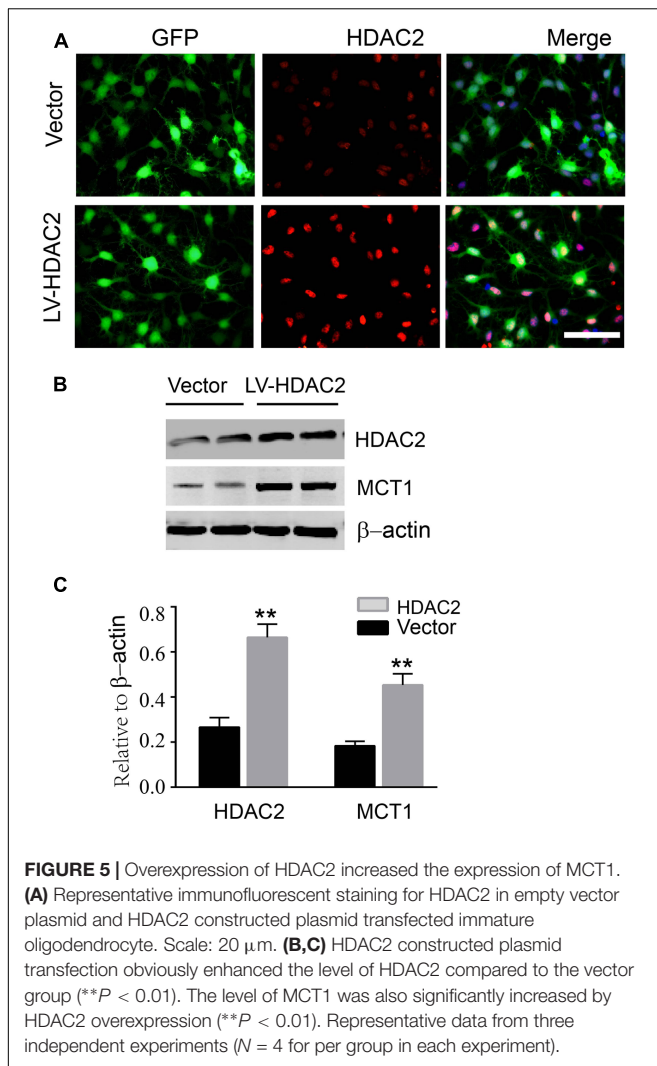 A
GFP HDAC2 Merge
Vector
LV-HDAC2
B
Vector LV-HDAC2
HDAC2
MCT1
β–actin
C
HDAC2
Vector
Relative to β–actin
0.8
0.6
0.4
0.2
0.0
**
**
HDAC2 MCT1
FIGURE 5 | Overexpression of HDAC2 increased the expression of MCT1.
(A) Representative immunofluorescent staining for HDAC2 in empty vector
plasmid and HDAC2 constructed plasmid transfected immature
oligodendrocyte. Scale: 20 μm. (B,C) HDAC2 constructed plasmid
transfection obviously enhanced the level of HDAC2 compared to the vector
group (**P < 0.01). The level of MCT1 was also significantly increased by
HDAC2 overexpression (**P < 0.01). Representative data from three
independent experiments (N = 4 for per group in each experiment).